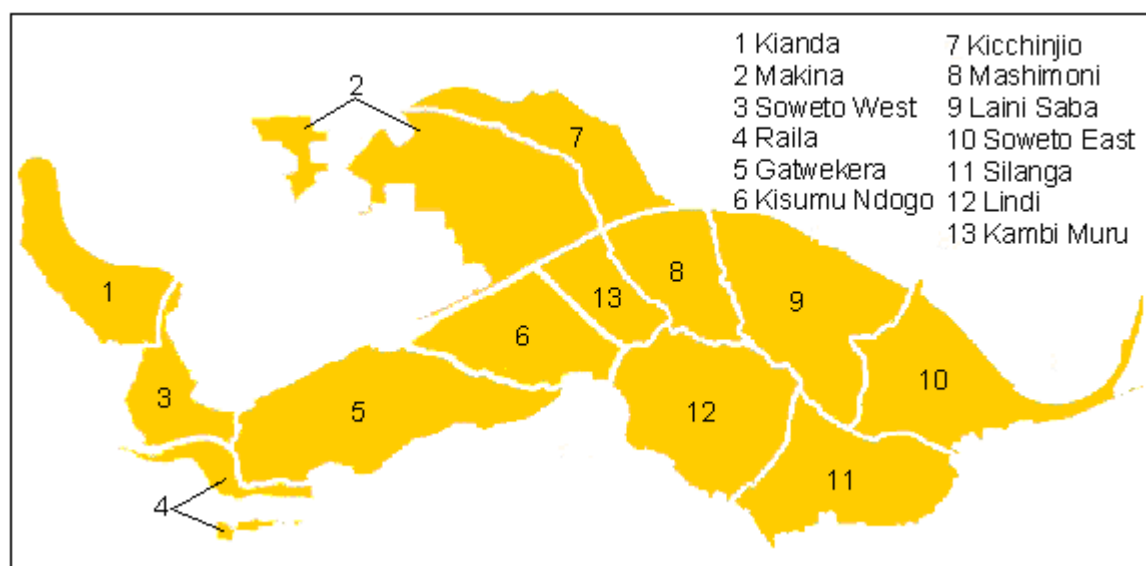 1 Kianda
2 Makina
3 Soweto West
4 Raila
5 Gatwekera
6 Kisumu Ndogo
7 Kicchinjio
8 Mashimoni
9 Laini Saba
10 Soweto East
11 Silanga
12 Lindi
13 Kambi Muru
2
7
1
8
13
9
6
3
5
12
10
11
4